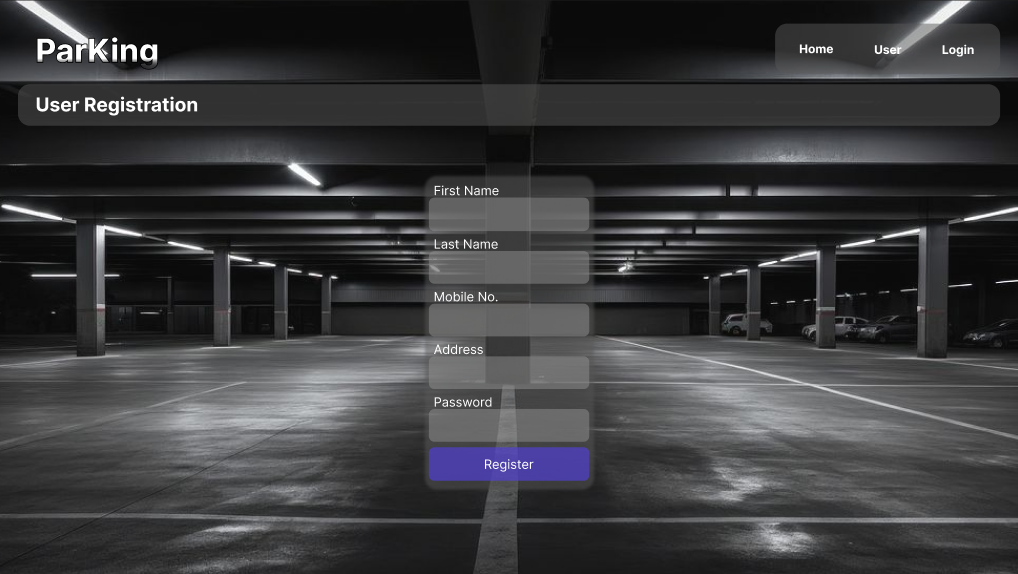 ParKing
Home User Login
User Registration
First Name
Last Name
Mobile No.
Address
Password
Register